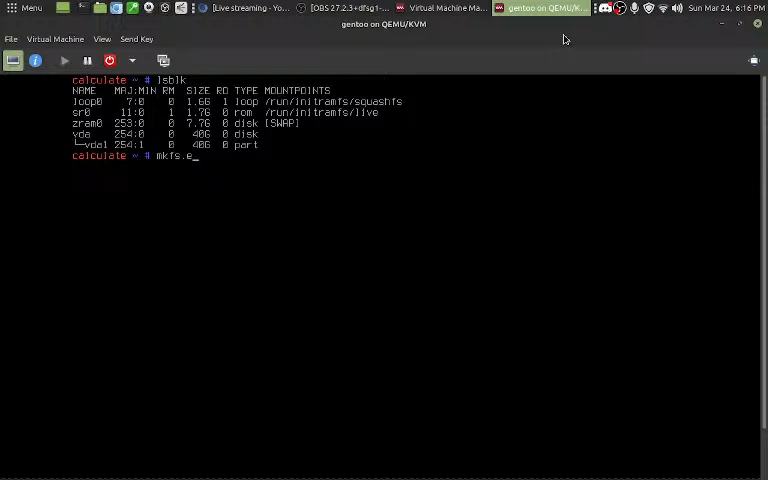 Menu [Live streaming - Yo... [OBS 27.2.3+dfsg1-... Virtual Machine Ma... gentoo on QEMU/K... Sun Mar 24, 6:16 PM
gentoo on QEMU/KVM
File Virtual Machine View Send Key
calculate ~ # lsblk
NAME MAJ:MIN RM SIZE RO TYPE MOUNTPOINTS
loop0 7:0 0 1.6G 1 loop /run/initramfs/squashfs
sr0 11:0 1 1.7G 0 rom /run/initramfs/live
zram0 253:0 0 7.7G 0 disk [SWAP]
vda 254:0 0 40G 0 disk
└─vda1 254:1 0 40G 0 part
calculate ~ # mkfs.e_